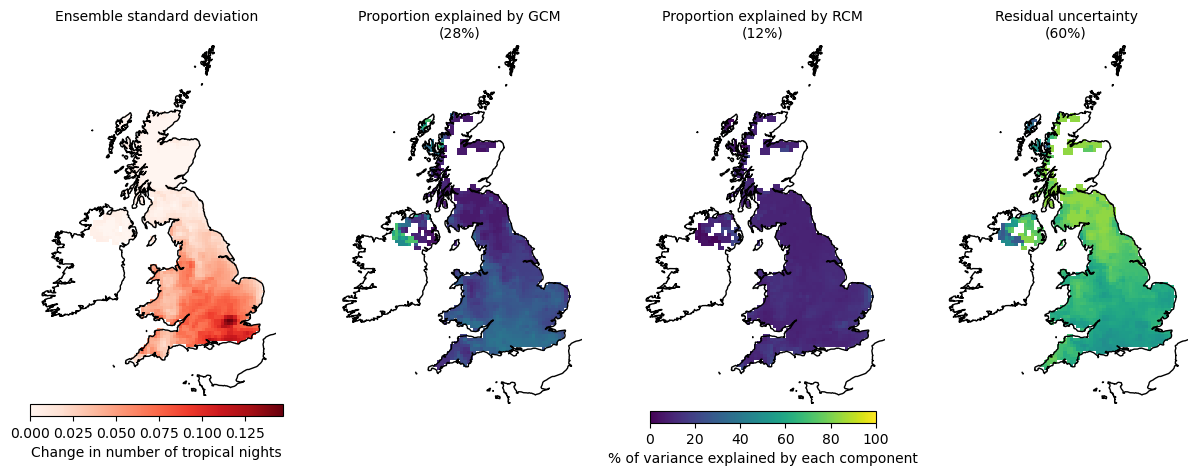 Ensemble standard deviation
Proportion explained by GCM
(28%)
Proportion explained by RCM
(12%)
Residual uncertainty
(60%)
0.000 0.025 0.050 0.075 0.100 0.125
Change in number of tropical nights
0 20 40 60 80 100
% of variance explained by each component